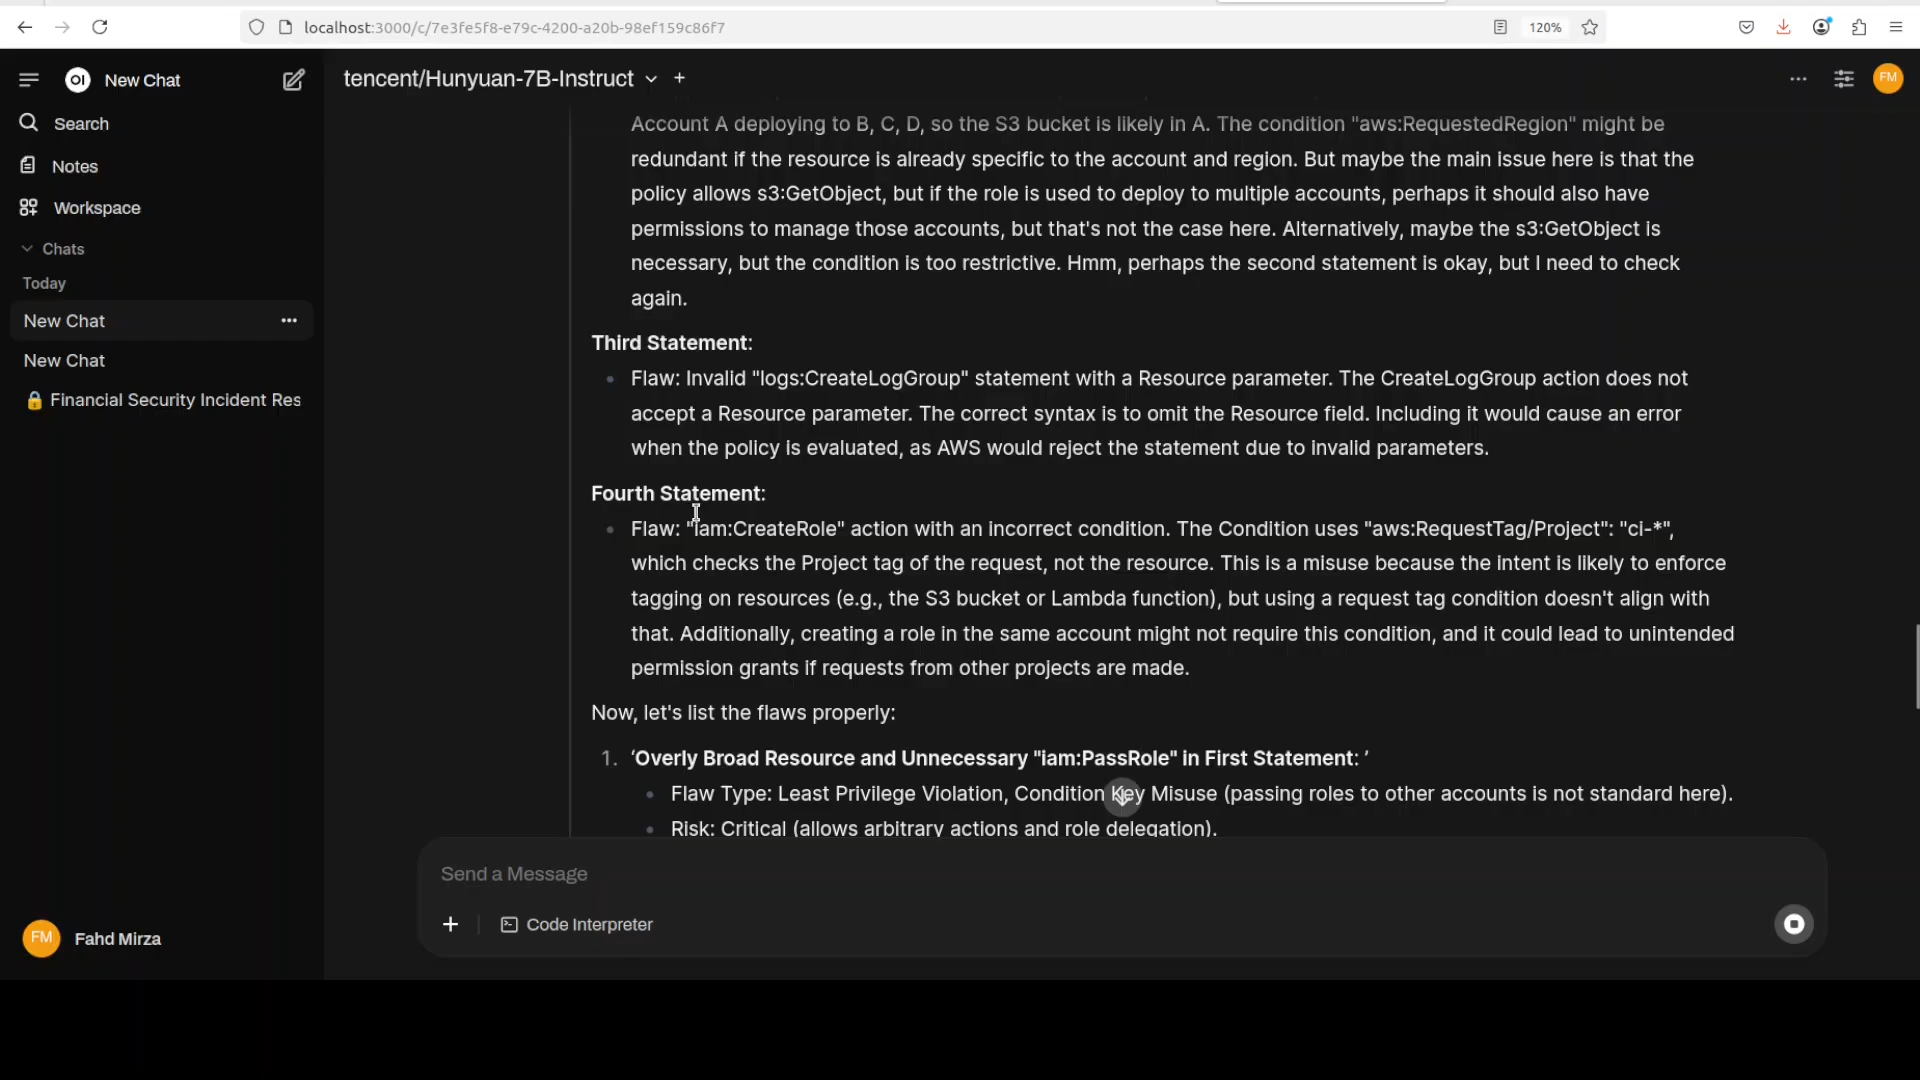 localhost:3000/c/7e3fe5f8-e79c-4200-a20b-98ef159c86f7
120%
OI New Chat
Search
Notes
Workspace
Chats
Today
New Chat
New Chat
🔒 Financial Security Incident Res
FM Fahd Mirza
tencent/Hunyuan-7B-Instruct
FM
Account A deploying to B, C, D, so the S3 bucket is likely in A. The condition "aws:RequestedRegion" might be
redundant if the resource is already specific to the account and region. But maybe the main issue here is that the
policy allows s3:GetObject, but if the role is used to deploy to multiple accounts, perhaps it should also have
permissions to manage those accounts, but that's not the case here. Alternatively, maybe the s3:GetObject is
necessary, but the condition is too restrictive. Hmm, perhaps the second statement is okay, but I need to check
again.
Third Statement:
• Flaw: Invalid "logs:CreateLogGroup" statement with a Resource parameter. The CreateLogGroup action does not
accept a Resource parameter. The correct syntax is to omit the Resource field. Including it would cause an error
when the policy is evaluated, as AWS would reject the statement due to invalid parameters.
Fourth Statement:
• Flaw: "iam:CreateRole" action with an incorrect condition. The Condition uses "aws:RequestTag/Project": "ci-*",
which checks the Project tag of the request, not the resource. This is a misuse because the intent is likely to enforce
tagging on resources (e.g., the S3 bucket or Lambda function), but using a request tag condition doesn't align with
that. Additionally, creating a role in the same account might not require this condition, and it could lead to unintended
permission grants if requests from other projects are made.
Now, let's list the flaws properly:
1. ‘Overly Broad Resource and Unnecessary "iam:PassRole" in First Statement: ’
• Flaw Type: Least Privilege Violation, Condition Key Misuse (passing roles to other accounts is not standard here).
• Risk: Critical (allows arbitrary actions and role delegation).
Send a Message
Code Interpreter